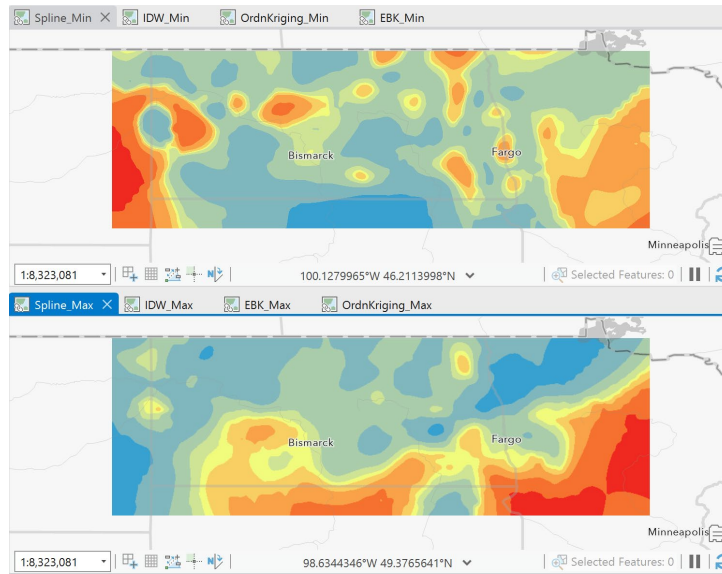 Spline_Min IDW_Min OrdnKriging_Min EBK_Min
Bismarck
Fargo
Minneapolis
1:8,323,081 100.1279965°W 46.2113998°N Selected Features: 0
Spline_Max IDW_Max EBK_Max OrdnKriging_Max
Bismarck
Fargo
Minneapolis
1:8,323,081 98.6344346°W 49.3765641°N Selected Features: 0